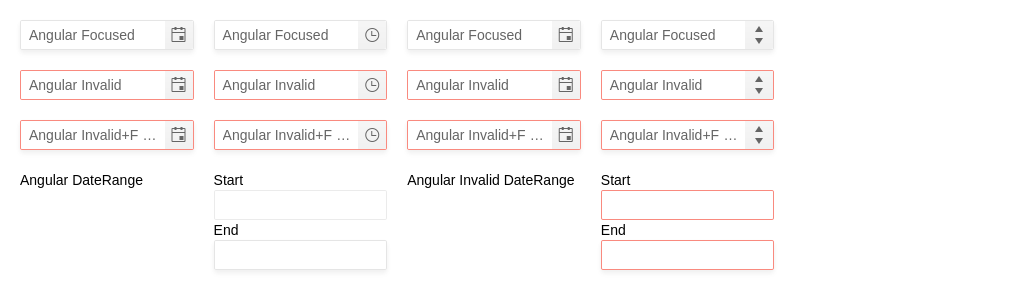 Angular Focused Angular Focused Angular Focused Angular Focused
Angular Invalid Angular Invalid Angular Invalid Angular Invalid
Angular Invalid+F ... Angular Invalid+F ... Angular Invalid+F ... Angular Invalid+F ...
Angular DateRange Start Angular Invalid DateRange Start
End End